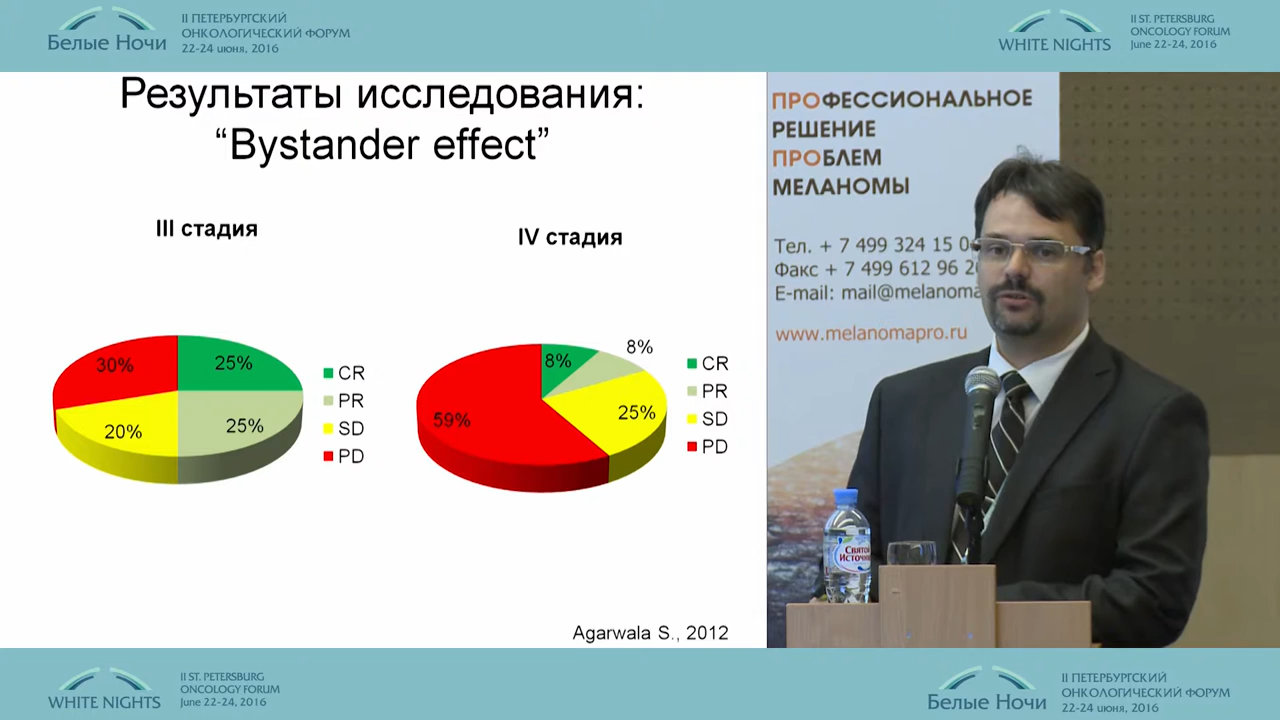 Белые Ночи
II ПЕТЕРБУРГСКИЙ
ОНКОЛОГИЧЕСКИЙ ФОРУМ
22-24 июня, 2016
WHITE NIGHTS
II ST. PETERSBURG
ONCOLOGY FORUM
June 22-24, 2016
Результаты исследования:
“Bystander effect”
III стадия
30%
25%
20%
25%
CR
PR
SD
PD
IV стадия
8%
8%
25%
59%
CR
PR
SD
PD
Agarwala S., 2012
ПРОФЕССИОНАЛЬНОЕ
РЕШЕНИЕ
ПРОБЛЕМ
МЕЛАНОМЫ
Тел. + 7 499 324 15
Факс + 7 499 612 96
E-mail: mail@melanoma
www.melanomapro.ru
Святой
Источник
WHITE NIGHTS
II ST. PETERSBURG
ONCOLOGY FORUM
June 22-24, 2016
Белые Ночи
II ПЕТЕРБУРГСКИЙ
ОНКОЛОГИЧЕСКИЙ ФОРУМ
22-24 июня, 2016